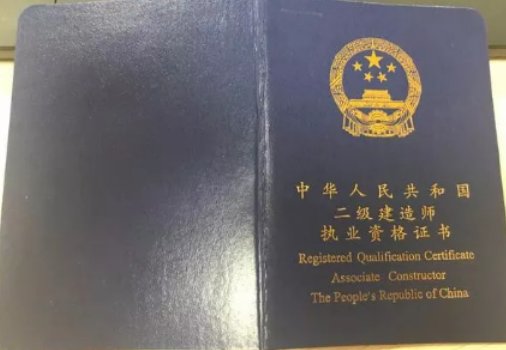 中华人民共和国
二级建造师
执业资格证书
Registered Qualification Certificate
Associate Constructor
The People's Republic of China